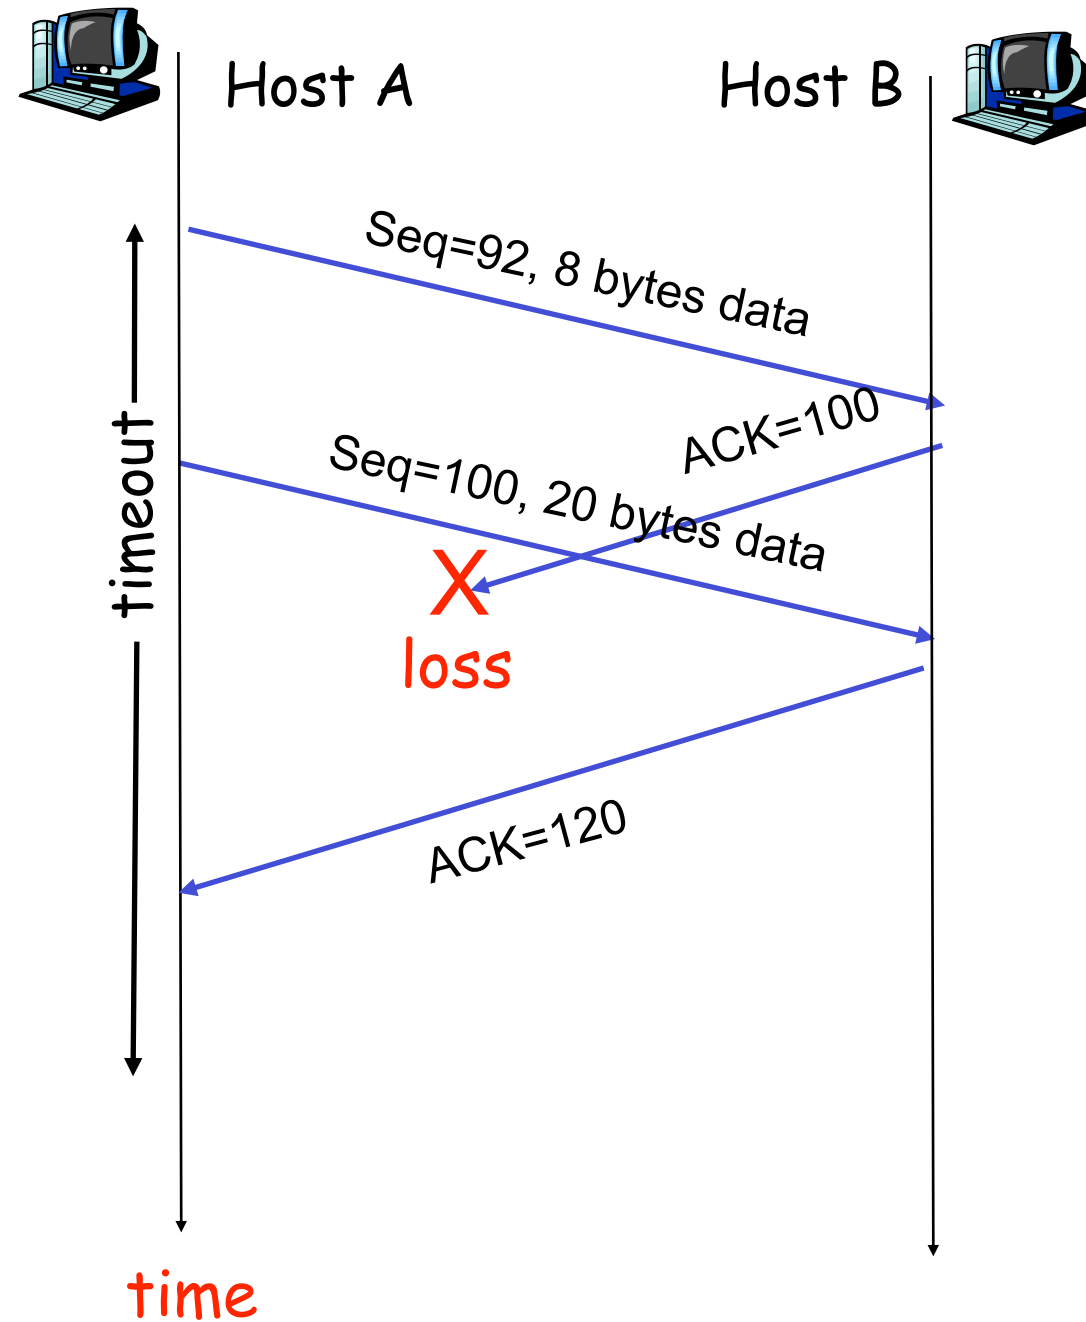 Host A
Host B
Seq=92, 8 bytes data
ACK=100
timeout
Seq=100, 20 bytes data
X
loss
ACK=120
time